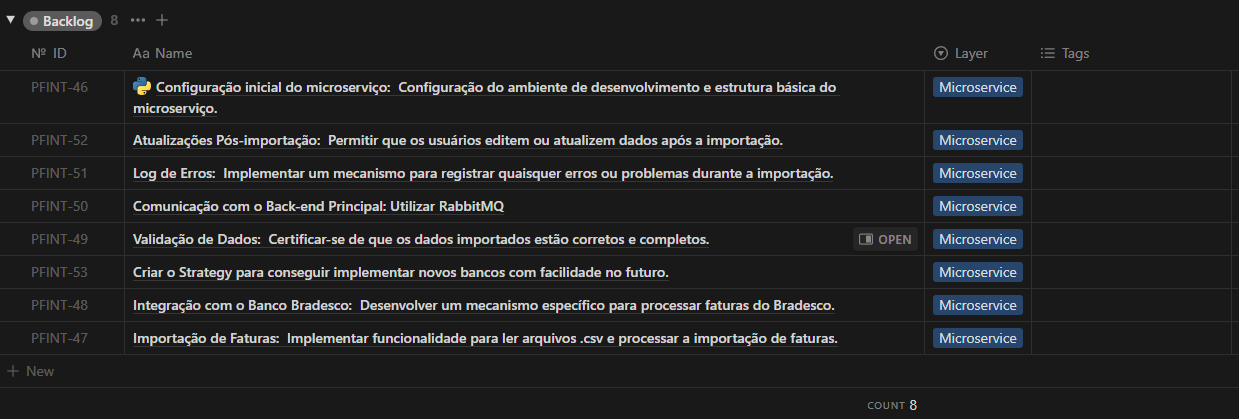 Backlog 8
Nº ID Aa Name Layer Tags
PFINT-46 Configuração inicial do microserviço: Configuração do ambiente de desenvolvimento e estrutura básica do Microservice
microserviço.
PFINT-52 Atualizações Pós-importação: Permitir que os usuários editem ou atualizem dados após a importação. Microservice
PFINT-51 Log de Erros: Implementar um mecanismo para registrar quaisquer erros ou problemas durante a importação. Microservice
PFINT-50 Comunicação com o Back-end Principal: Utilizar RabbitMQ Microservice
PFINT-49 Validação de Dados: Certificar-se de que os dados importados estão corretos e completos. OPEN Microservice
PFINT-53 Criar o Strategy para conseguir implementar novos bancos com facilidade no futuro. Microservice
PFINT-48 Integração com o Banco Bradesco: Desenvolver um mecanismo específico para processar faturas do Bradesco. Microservice
PFINT-47 Importação de Faturas: Implementar funcionalidade para ler arquivos .csv e processar a importação de faturas. Microservice
New
COUNT 8